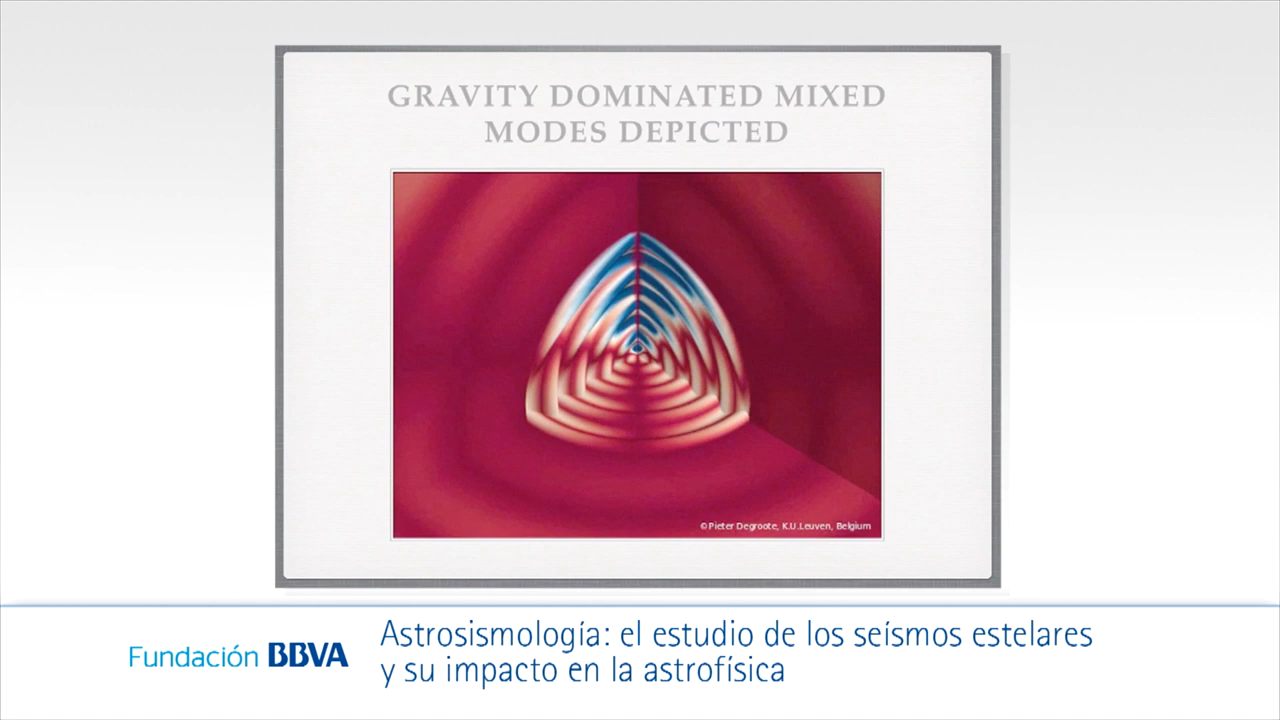 GRAVITY DOMINATED MIXED
MODES DEPICTED
©Pieter Degroote, K.U.Leuven, Belgium
Fundación BBVA
Astrosismología: el estudio de los seísmos estelares
y su impacto en la astrofísica